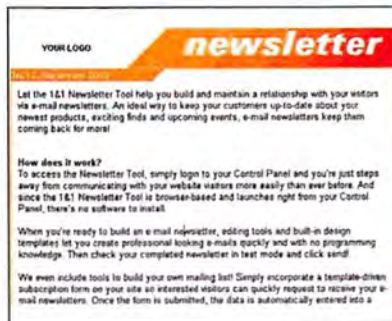 YOUR LOGO
newsletter
Let the 1&1 Newsletter Tool help you build and maintain a relationship with your visitors
via e-mail newsletters. An ideal way to keep your customers up-to-date about your
newest products, exciting finds and upcoming events, e-mail newsletters keep them
coming back for more!
How does it work?
To access the Newsletter Tool, simply login to your Control Panel and you're just steps
away from communicating with your website visitors more easily than ever before. And
since the 1&1 Newsletter Tool is browser-based and launches right from your Control
Panel, there's no software to install.
When you're ready to build an e-mail newsletter, editing tools and built-in design
templates let you create professional looking e-mails quickly and with no programming
knowledge. Then check your completed newsletter in test mode and click send!
We even include tools to build your own mailing list! Simply incorporate a template-driven
subscription form on your site so interested visitors can quickly request to receive your e-
mail newsletters. Once the form is submitted, the data is automatically entered into a